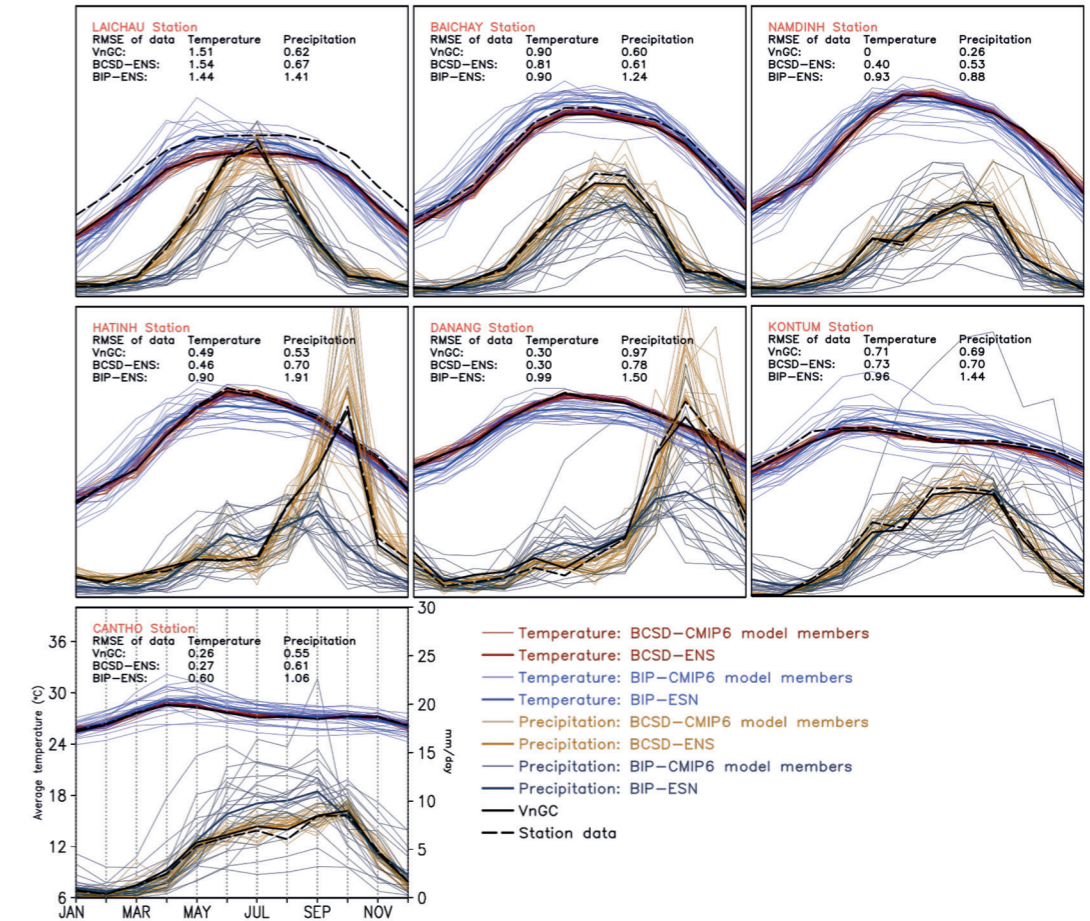 LAICHAU Station
RMSE of data Temperature Precipitation
VnGC: 1.51 0.62
BCSD-ENS: 1.54 0.67
BIP-ENS: 1.44 1.41
BAICHAY Station
RMSE of data Temperature Precipitation
VnGC: 0.90 0.60
BCSD-ENS: 0.81 0.61
BIP-ENS: 0.90 1.24
NAMDINH Station
RMSE of data Temperature Precipitation
VnGC: 0 0.26
BCSD-ENS: 0.40 0.53
BIP-ENS: 0.93 0.88
HATINH Station
RMSE of data Temperature Precipitation
VnGC: 0.49 0.53
BCSD-ENS: 0.46 0.70
BIP-ENS: 0.90 1.91
DANANG Station
RMSE of data Temperature Precipitation
VnGC: 0.30 0.97
BCSD-ENS: 0.30 0.78
BIP-ENS: 0.99 1.50
KONTUM Station
RMSE of data Temperature Precipitation
VnGC: 0.71 0.69
BCSD-ENS: 0.73 0.70
BIP-ENS: 0.96 1.44
CANTHO Station
RMSE of data Temperature Precipitation
VnGC: 0.26 0.55
BCSD-ENS: 0.27 0.61
BIP-ENS: 0.60 1.06
Average temperature (°C)
36
30
24
18
12
6
JAN MAR MAY JUL SEP NOV
30
25
20
15
10
5
0
mm/day
Temperature: BCSD-CMIP6 model members
Temperature: BCSD-ENS
Temperature: BIP-CMIP6 model members
Temperature: BIP-ESN
Precipitation: BCSD-CMIP6 model members
Precipitation: BCSD-ENS
Precipitation: BIP-CMIP6 model members
Precipitation: BIP-ESN
VnGC
Station data